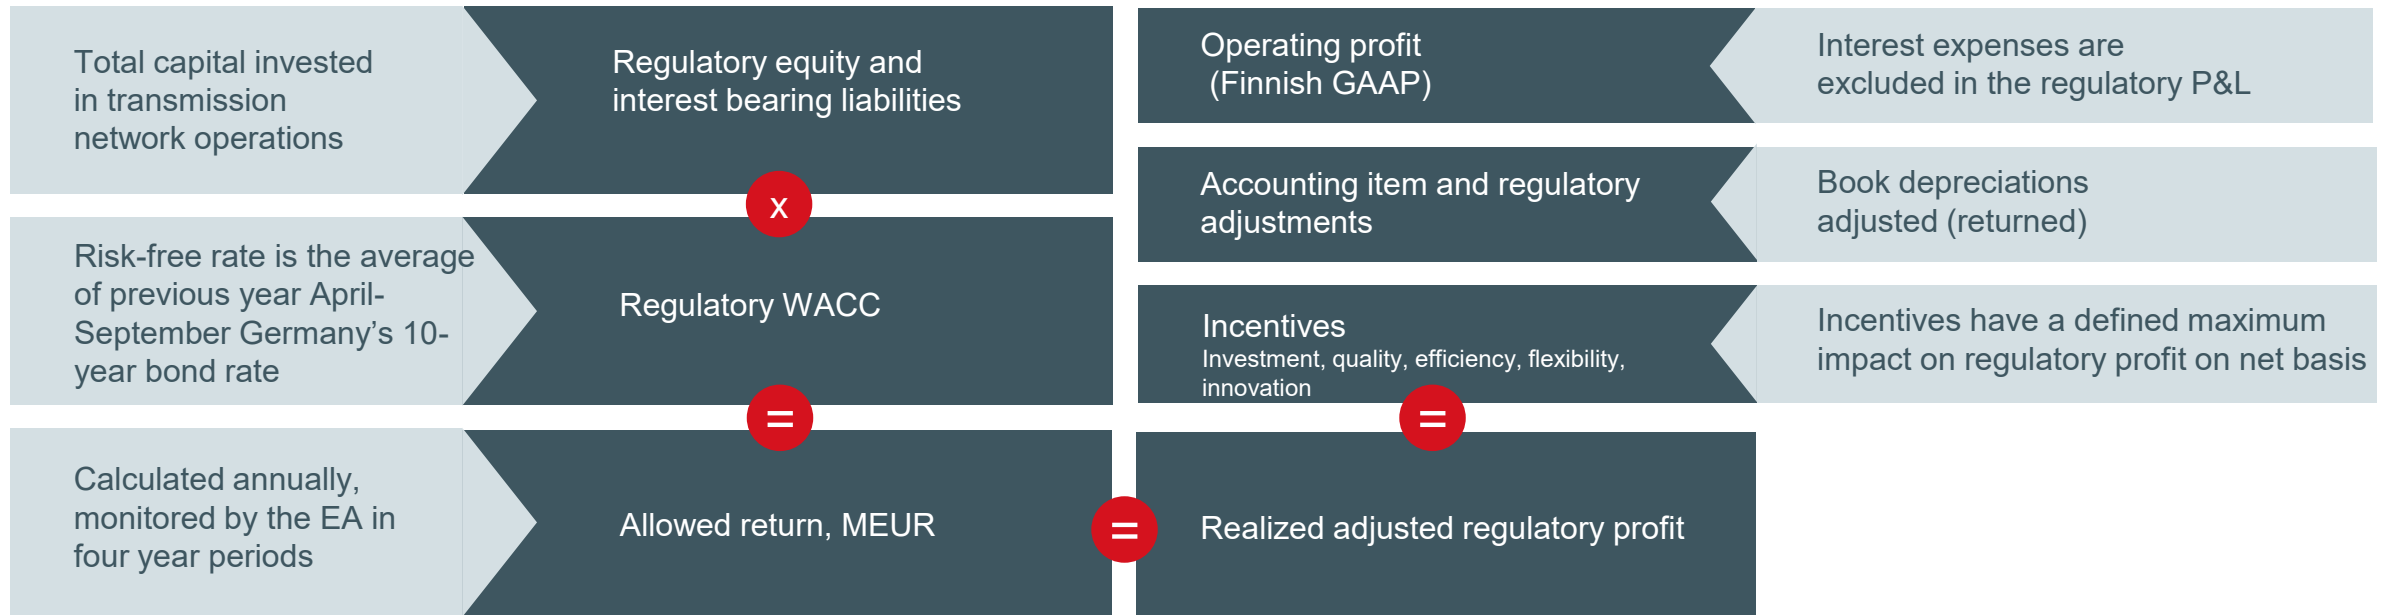 Total capital invested
in transmission
network operations
Regulatory equity and
interest bearing liabilities
x
Risk-free rate is the average
of previous year April-
September Germany’s 10-
year bond rate
Regulatory WACC
=
Calculated annually,
monitored by the EA in
four year periods
Allowed return, MEUR
=
Operating profit
(Finnish GAAP)
Interest expenses are
excluded in the regulatory P&L
Accounting item and regulatory
adjustments
Book depreciations
adjusted (returned)
Incentives
Investment, quality, efficiency, flexibility,
innovation
Incentives have a defined maximum
impact on regulatory profit on net basis
=
Realized adjusted regulatory profit